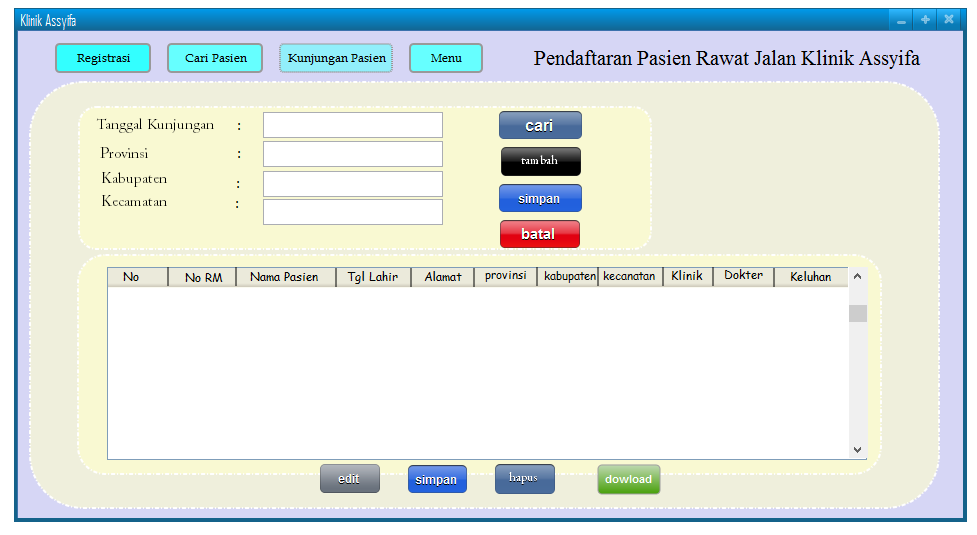 Klinik Assyifa
Registrasi Cari Pasien Kunjungan Pasien Menu Pendaftaran Pasien Rawat Jalan Klinik Assyifa
Tanggal Kunjungan : cari
Provinsi : tambah
Kabupaten : simpan
Kecamatan : batal
No No RM Nama Pasien Tgl Lahir Alamat provinsi kabupaten kecanatan Klinik Dokter Keluhan
edit simpan hapus dowload